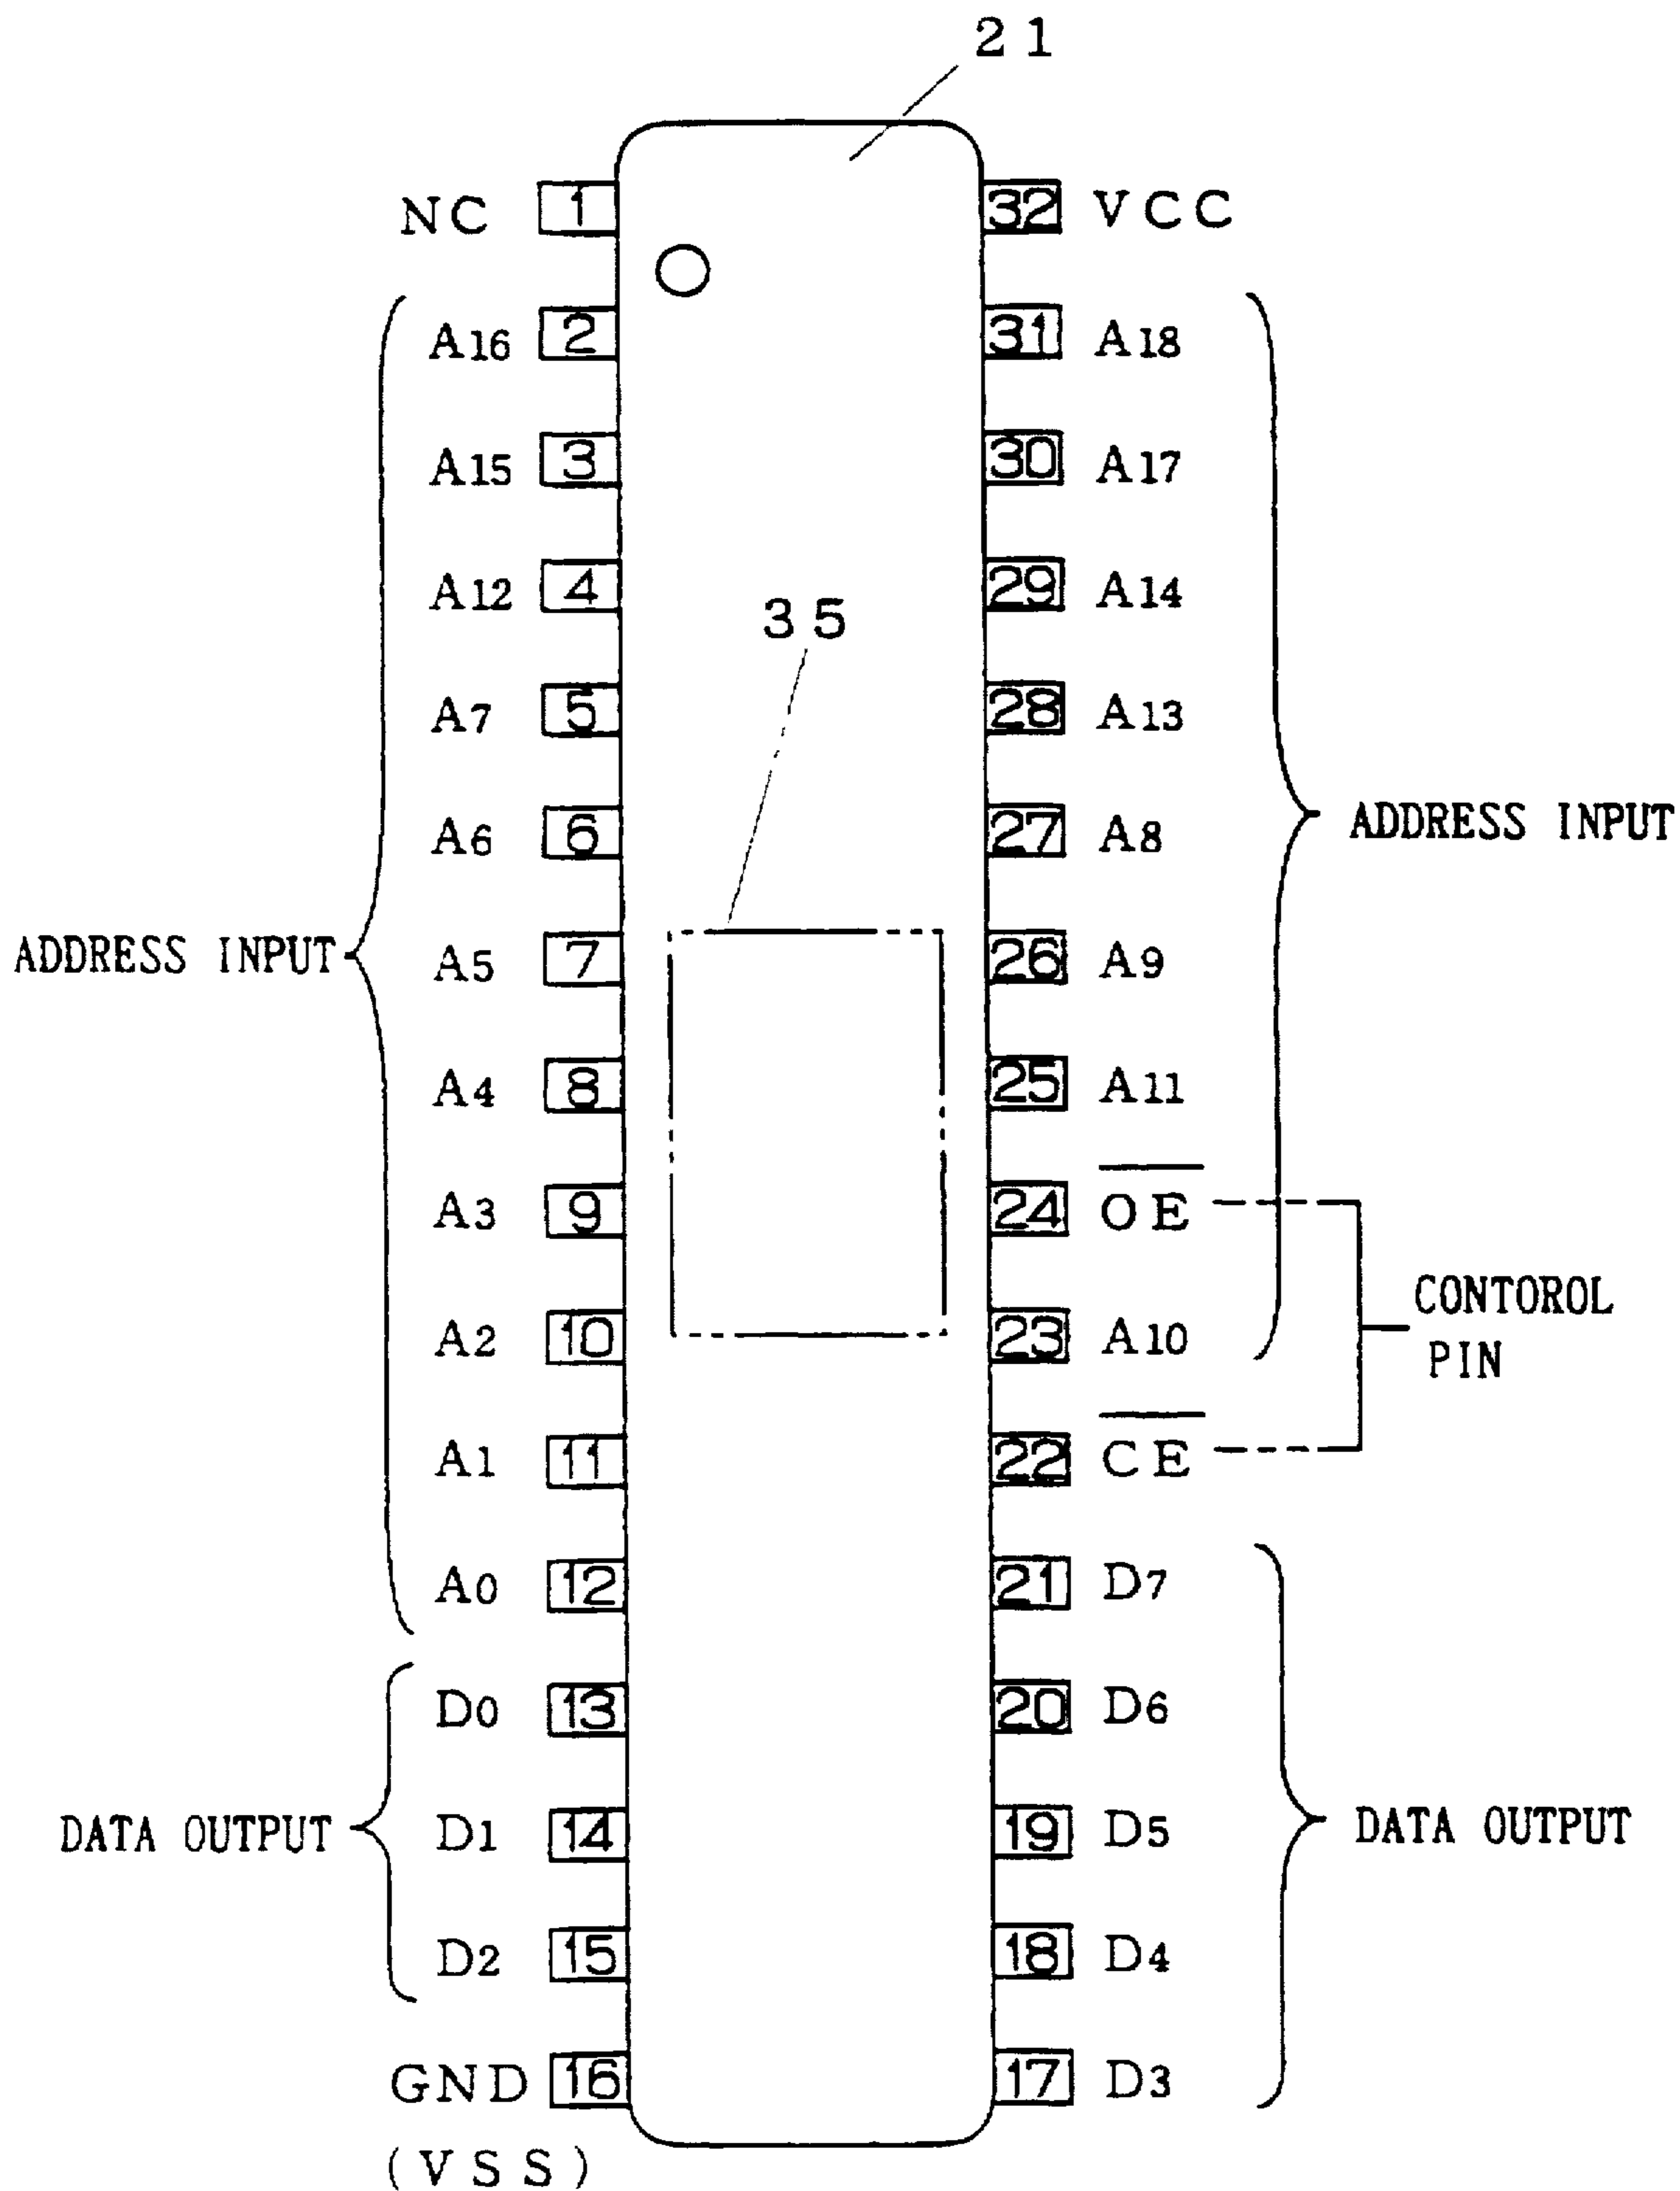 21
NC 1 32 VCC
A16 2 31 A18
A15 3 30 A17
A12 4 29 A14
35
A7 5 28 A13
A6 6 27 A8
ADDRESS INPUT
ADDRESS INPUT
A5 7 26 A9
A4 8 25 A11
A3 9 24 O̅E̅
A2 10 23 A10
CONTOROL
PIN
A1 11 22 C̅E̅
A0 12 21 D7
D0 13 20 D6
DATA OUTPUT D1 14 19 D5 DATA OUTPUT
D2 15 18 D4
GND 16 17 D3
(VSS)